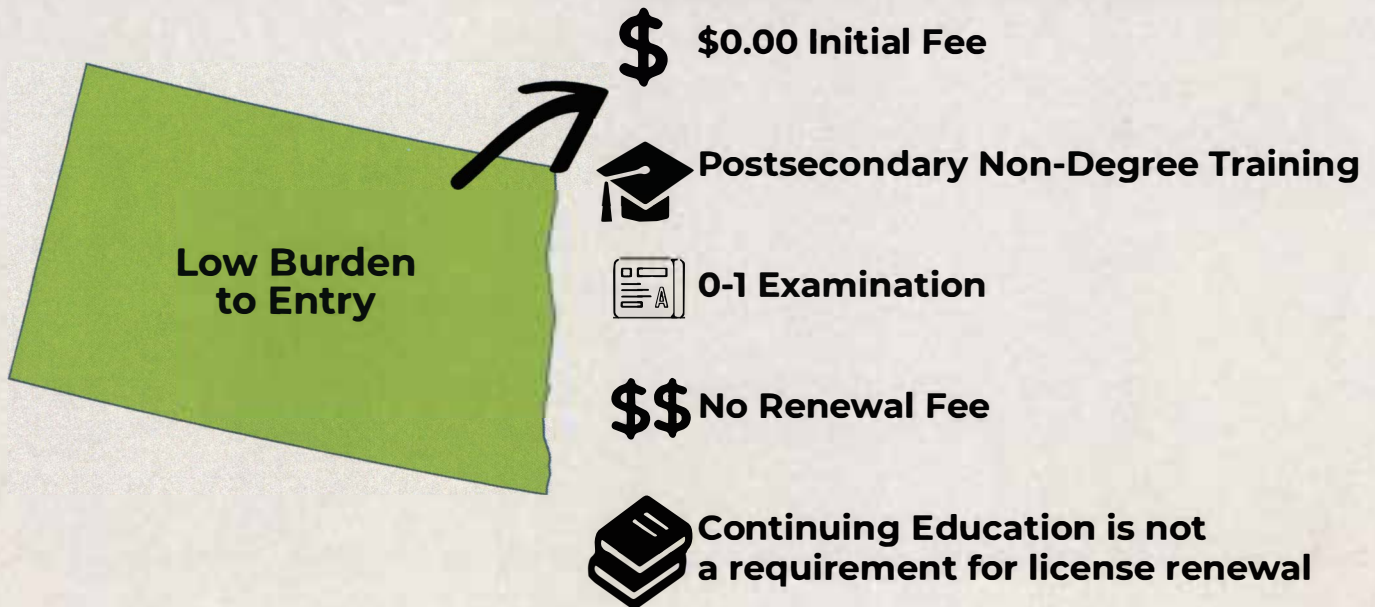 $ $0.00 Initial Fee
Postsecondary Non-Degree Training
Low Burden
to Entry
A
0-1 Examination
$$ No Renewal Fee
Continuing Education is not
a requirement for license renewal